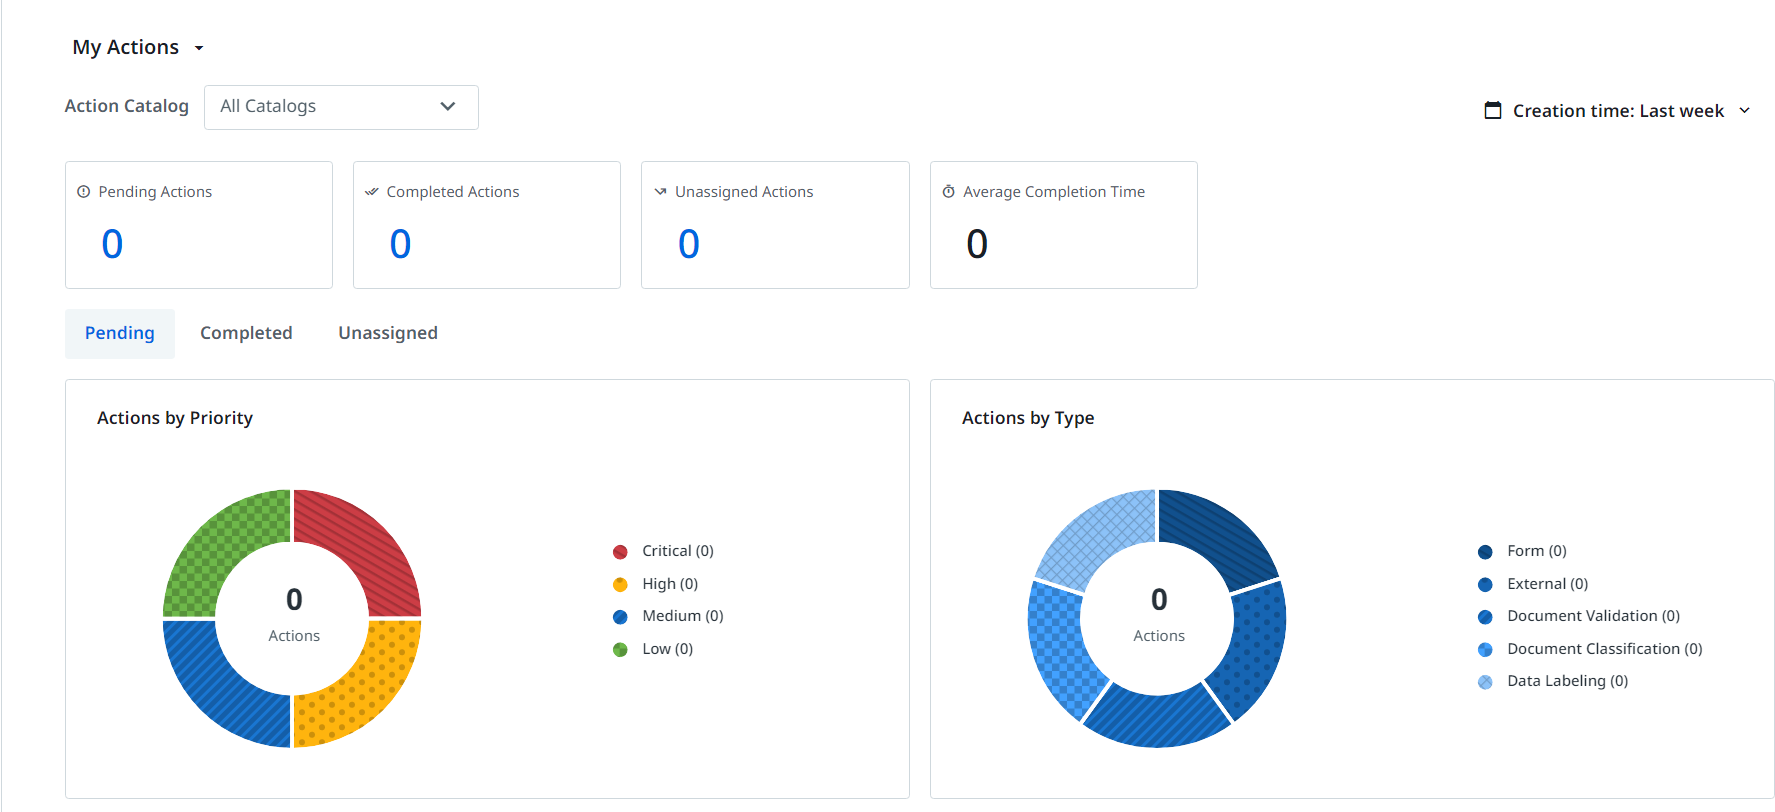 My Actions
Action Catalog
All Catalogs
Creation time: Last week
Pending Actions
0
Completed Actions
0
Unassigned Actions
0
Average Completion Time
0
Pending
Completed
Unassigned
Actions by Priority
0
Actions
Critical (0)
High (0)
Medium (0)
Low (0)
Actions by Type
0
Actions
Form (0)
External (0)
Document Validation (0)
Document Classification (0)
Data Labeling (0)